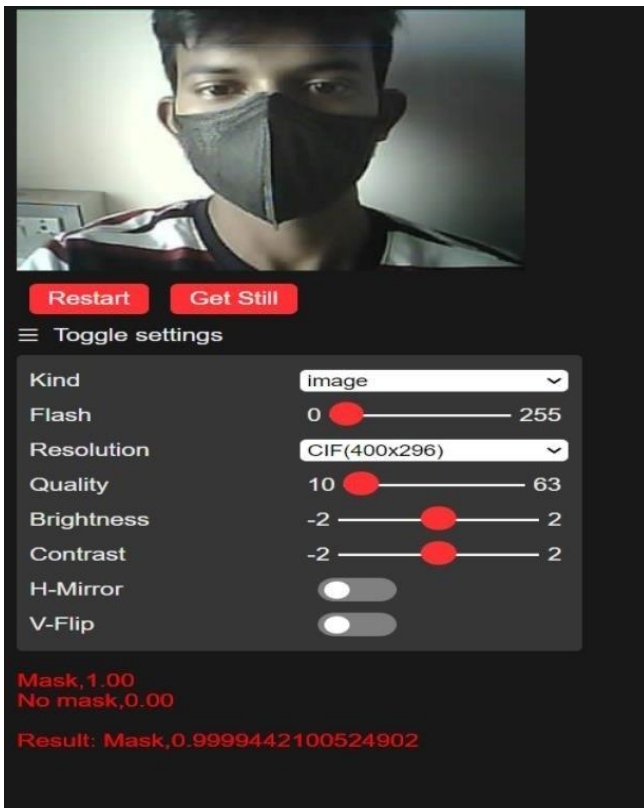 Restart Get Still
Toggle settings
Kind image
Flash 0 255
Resolution CIF(400x296)
Quality 10 63
Brightness -2 2
Contrast -2 2
H-Mirror
V-Flip
Mask,1.00
No mask,0.00
Result: Mask,0.9999442100524902